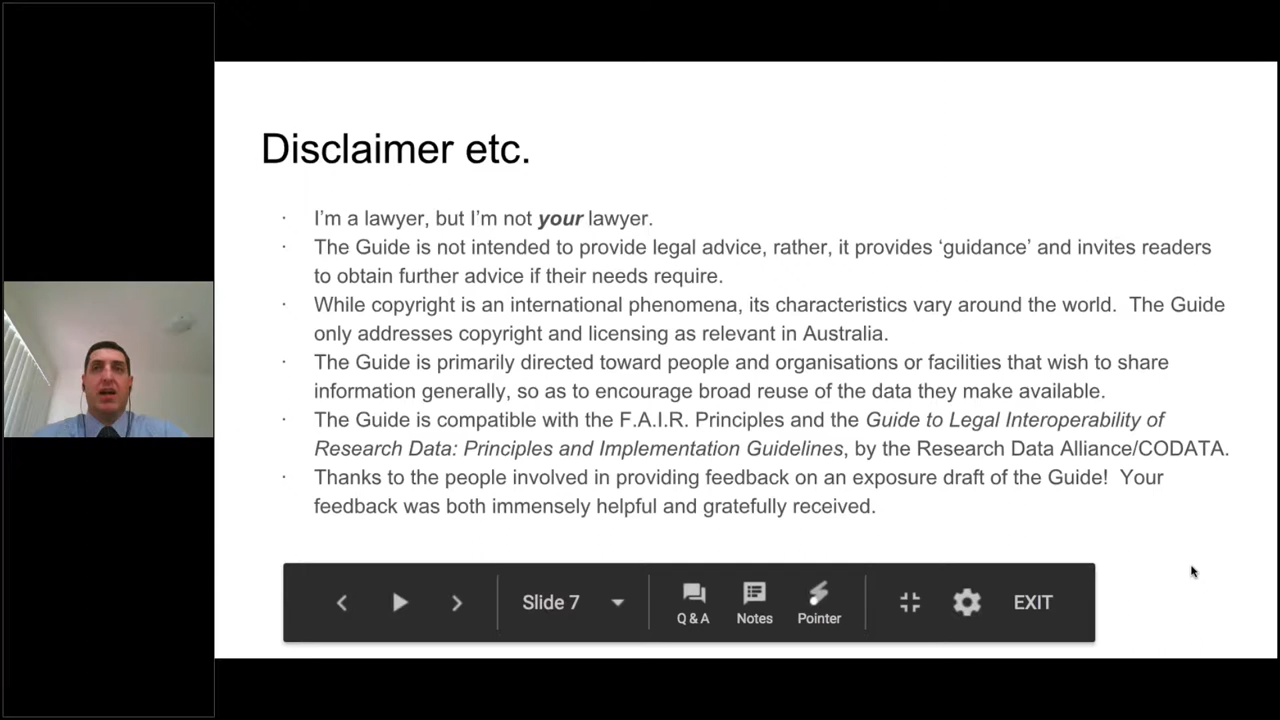 Disclaimer etc.
· I'm a lawyer, but I'm not your lawyer.
· The Guide is not intended to provide legal advice, rather, it provides ‘guidance’ and invites readers
to obtain further advice if their needs require.
· While copyright is an international phenomena, its characteristics vary around the world. The Guide
only addresses copyright and licensing as relevant in Australia.
· The Guide is primarily directed toward people and organisations or facilities that wish to share
information generally, so as to encourage broad reuse of the data they make available.
· The Guide is compatible with the F.A.I.R. Principles and the Guide to Legal Interoperability of
Research Data: Principles and Implementation Guidelines, by the Research Data Alliance/CODATA.
· Thanks to the people involved in providing feedback on an exposure draft of the Guide! Your
feedback was both immensely helpful and gratefully received.
Slide 7
Q & A
Notes
Pointer
EXIT